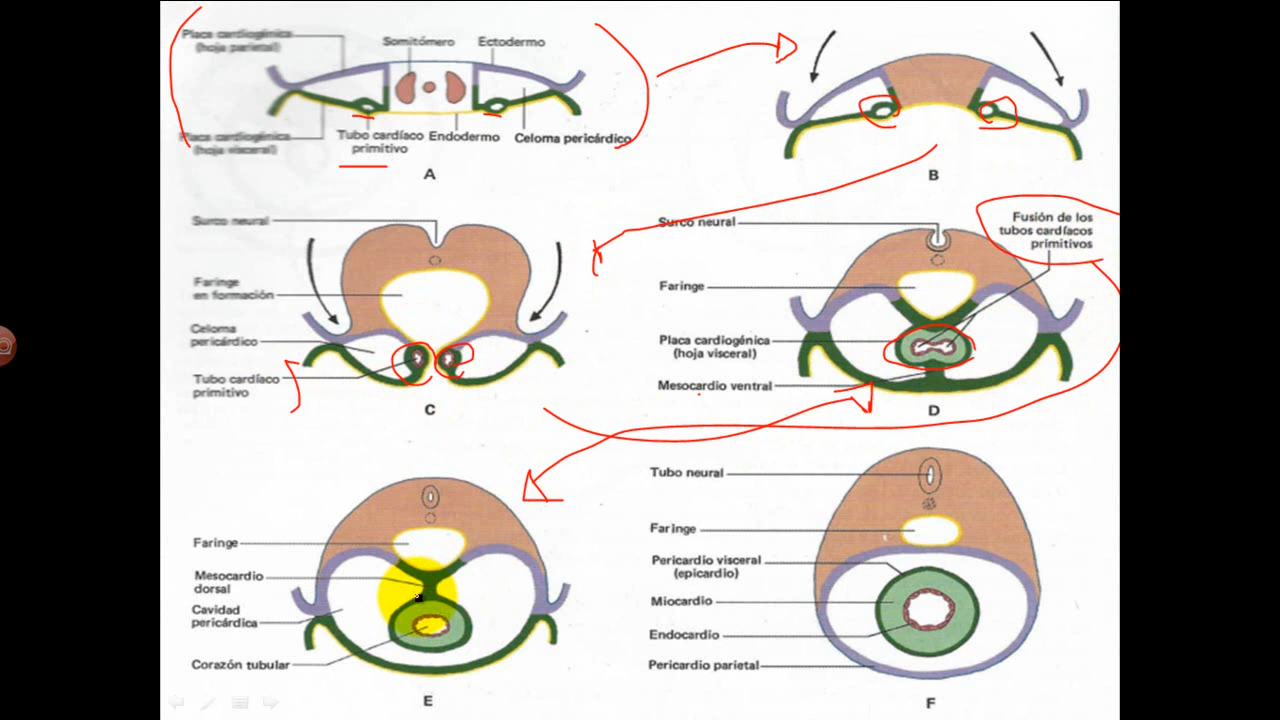 Placa cardiogénica
(hoja parietal)
Somitómero
Ectodermo
Placa cardiogénica
(hoja visceral)
Tubo cardíaco
primitivo
Endodermo
Celoma pericárdico
A
B
Surco neural
Faringe
en formación
Celoma
pericárdico
Tubo cardíaco
primitivo
C
Surco neural
Fusión de los
tubos cardíacos
primitivos
Faringe
Placa cardiogénica
(hoja visceral)
Mesocardio ventral
D
Faringe
Mesocardio
dorsal
Cavidad
pericárdica
Corazón tubular
E
Tubo neural
Faringe
Pericardio visceral
(epicardio)
Miocardio
Endocardio
Pericardio parietal
F